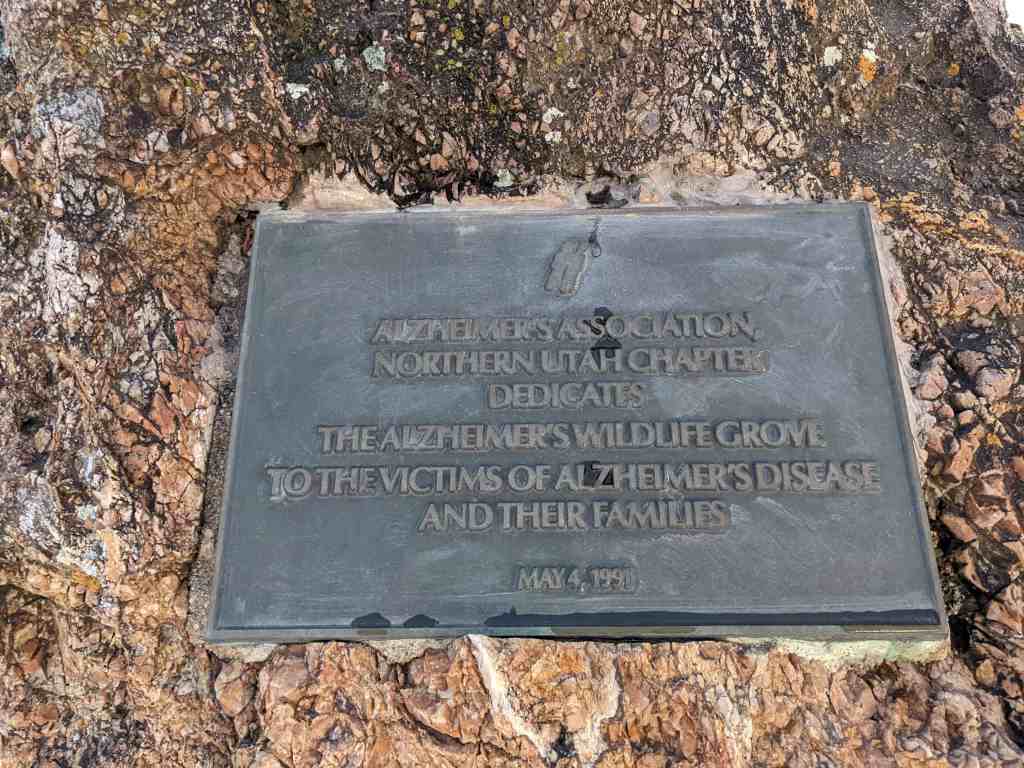 ALZHEIMER'S ASSOCIATION,
NORTHERN UTAH CHAPTER,
DEDICATES
THE ALZHEIMER'S WILDLIFE GROVE
TO THE VICTIMS OF ALZHEIMER'S DISEASE
AND THEIR FAMILIES
MAY 4, 1991